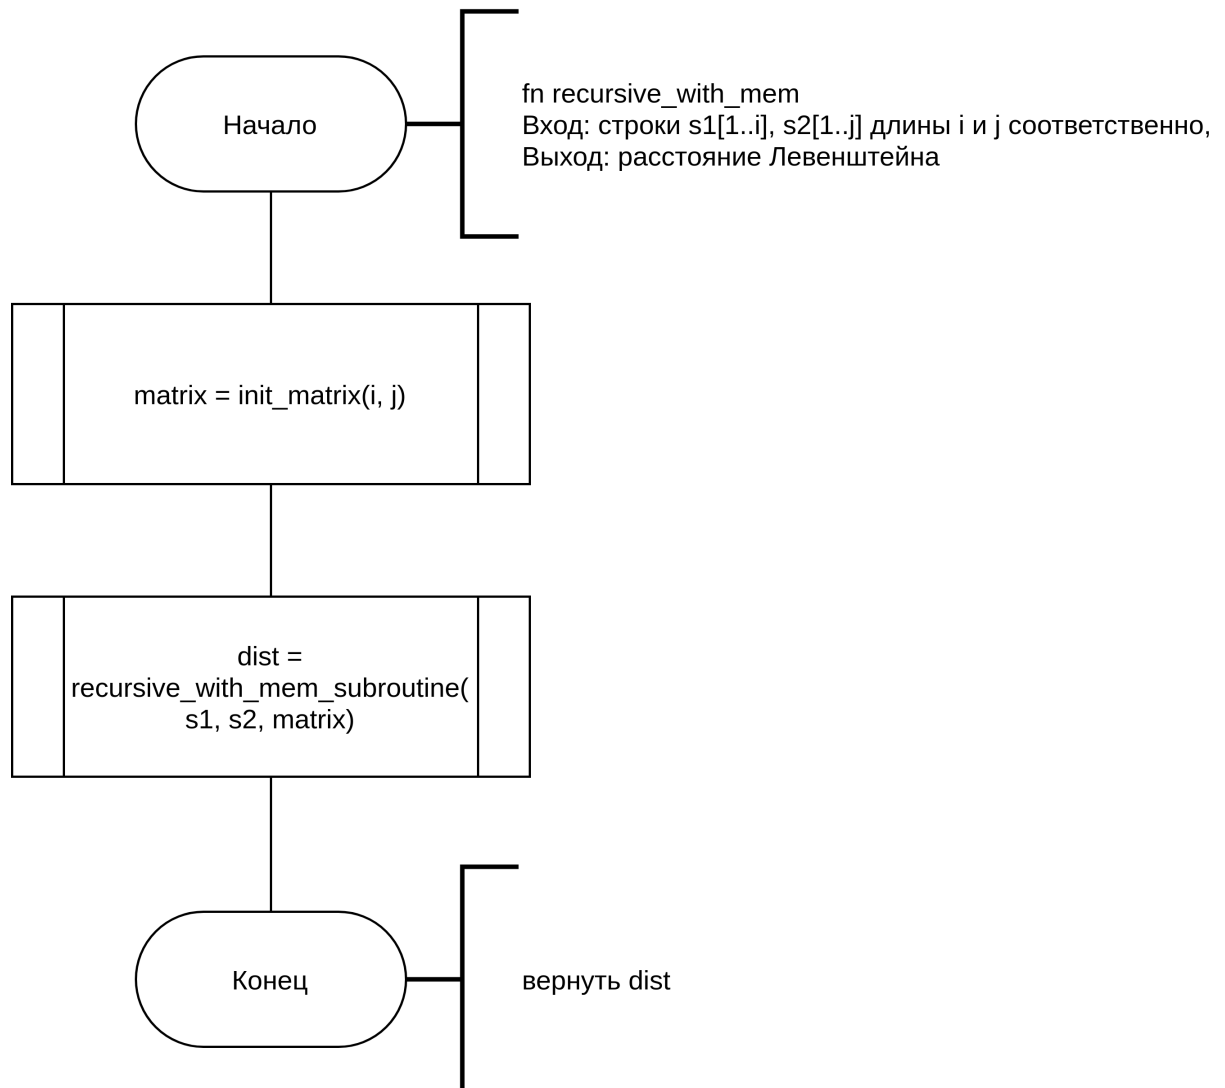 Начало
fn recursive_with_mem
Вход: строки s1[1..i], s2[1..j] длины i и j соответственно,
Выход: расстояние Левенштейна
matrix = init_matrix(i, j)
dist =
recursive_with_mem_subroutine(
s1, s2, matrix)
Конец
вернуть dist